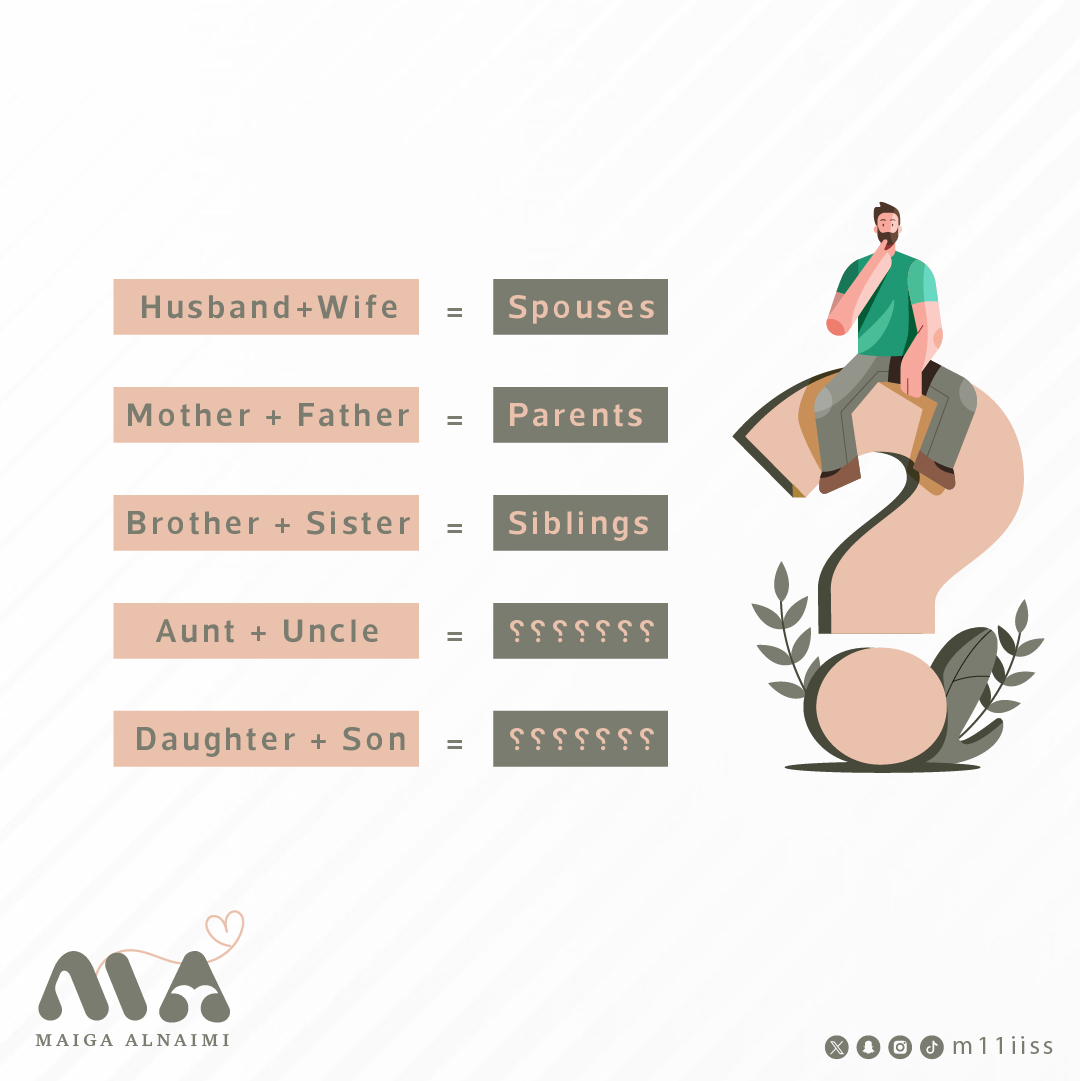 Husband+Wife = Spouses
Mother + Father = Parents
Brother + Sister = Siblings
Aunt + Uncle = ؟؟؟؟؟؟؟
Daughter + Son = ؟؟؟؟؟؟؟
MA
MAIGA ALNAIMI
m11iiss